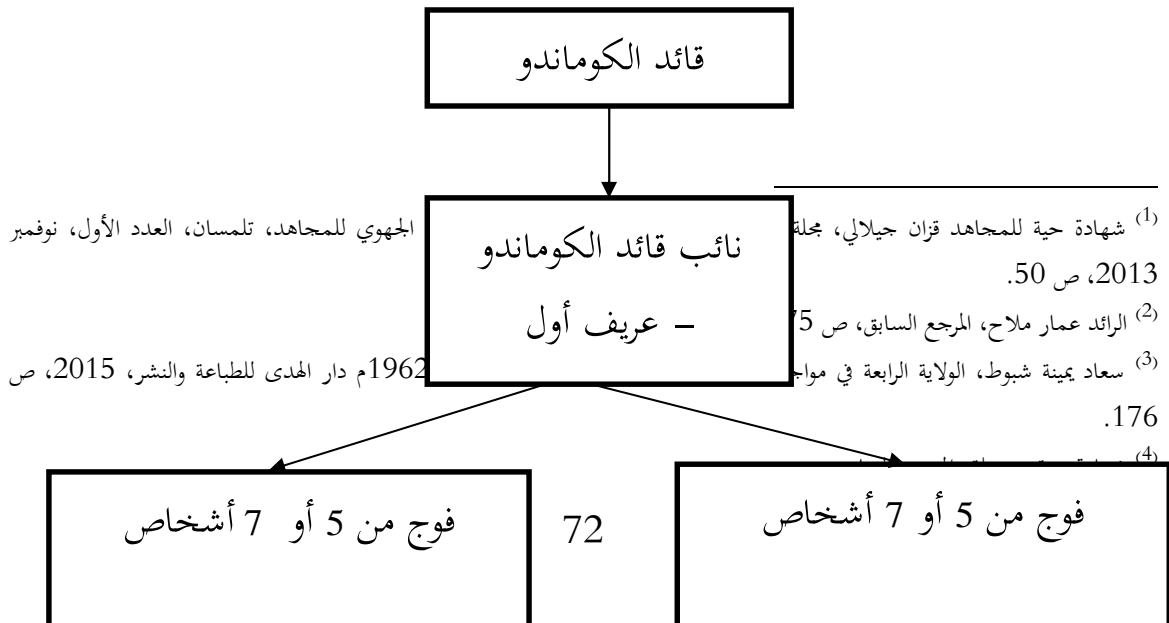 قائد الكوماندو
نائب قائد الكوماندو
– عريف أول
(1) شهادة حية للمجاهد قزان جيلالي، مجلة الجهوي للمجاهد، تلمسان، العدد الأول، نوفمبر
2013، ص 50.
(2) الرائد عمار ملاح، المرجع السابق، ص 75
(3) سعاد يمينة شبوط، الولاية الرابعة في 1962م دار الهدى للطباعة والنشر، 2015، ص
176.
(4)
فوج من 5 أو 7 أشخاص
فوج من 5 أو 7 أشخاص
72